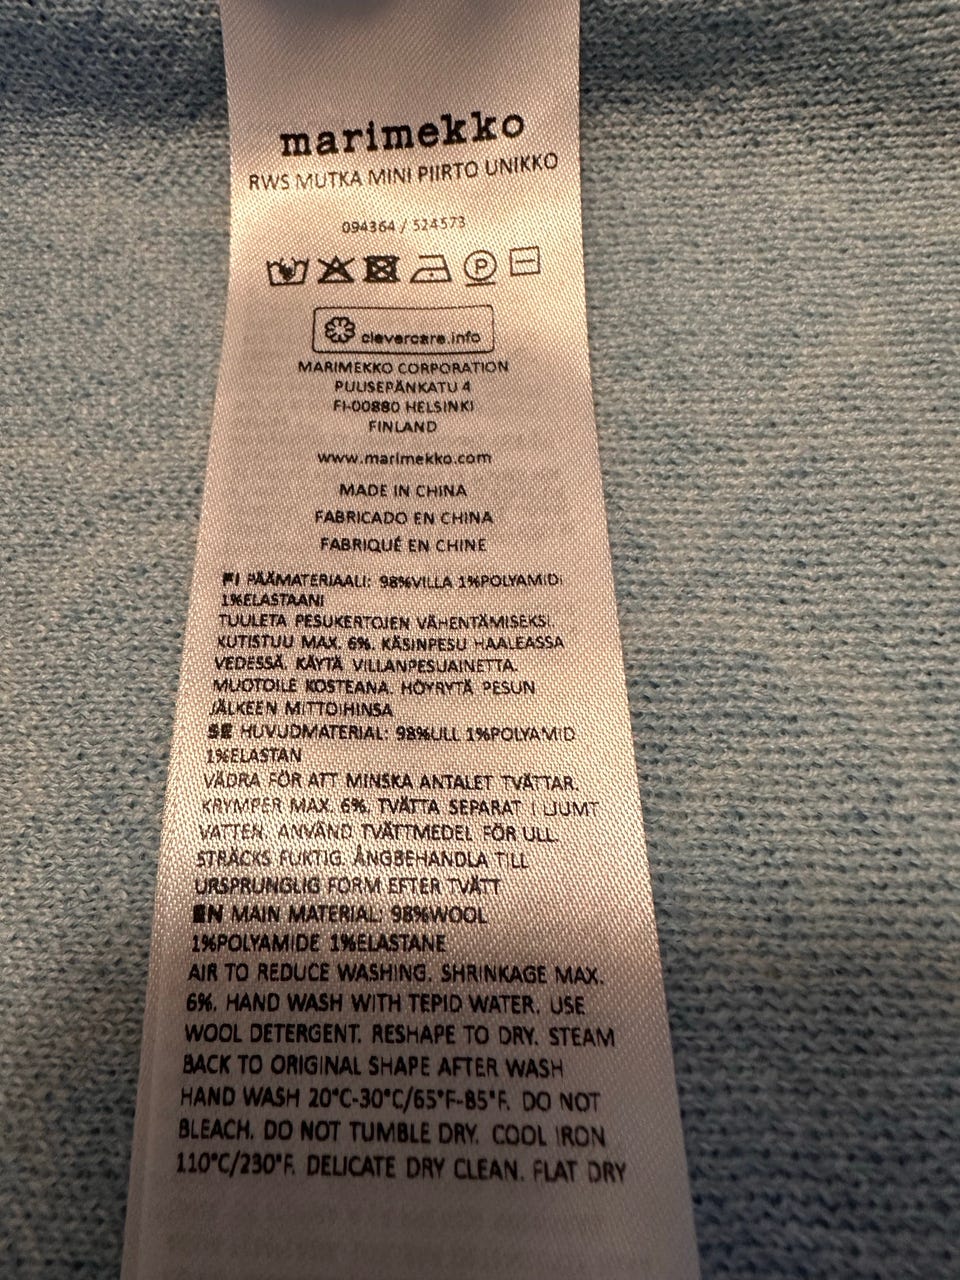 marimekko
RWS MUTKA MINI PIIRTO UNIKKO
094364 / 524573
P
clevercare.info
MARIMEKKO CORPORATION
PUUSEPÄNKATU 4
FI-00880 HELSINKI
FINLAND
www.marimekko.com
MADE IN CHINA
FABRICADO EN CHINA
FABRIQUÉ EN CHINE
FI PÄÄMATERIAALI: 98%VILLA 1%POLYAMIDI
1%ELASTAANI
TUULETA PESUKERTOJEN VÄHENTÄMISEKSI.
KUTISTUU MAX. 6%. KÄSINPESU HAALEASSA
VEDESSÄ. KÄYTÄ VILLANPESUAINETTA.
MUOTOILE KOSTEANA. HÖYRYTÄ PESUN
JÄLKEEN MITTOIHINSA
SE HUVUDMATERIAL: 98%ULL 1%POLYAMID
1%ELASTAN
VÄDRA FÖR ATT MINSKA ANTALET TVÄTTAR.
KRYMPER MAX. 6%. TVÄTTA SEPARAT I LJUMT
VATTEN. ANVÄND TVÄTTMEDEL FÖR ULL.
STRÄCKS FUKTIG. ÅNGBEHANDLA TILL
URSPRUNGLIG FORM EFTER TVÄTT
EN MAIN MATERIAL: 98%WOOL
1%POLYAMIDE 1%ELASTANE
AIR TO REDUCE WASHING. SHRINKAGE MAX.
6%. HAND WASH WITH TEPID WATER. USE
WOOL DETERGENT. RESHAPE TO DRY. STEAM
BACK TO ORIGINAL SHAPE AFTER WASH
HAND WASH 20°C-30°C/65°F-85°F. DO NOT
BLEACH. DO NOT TUMBLE DRY. COOL IRON
110°C/230°F. DELICATE DRY CLEAN. FLAT DRY